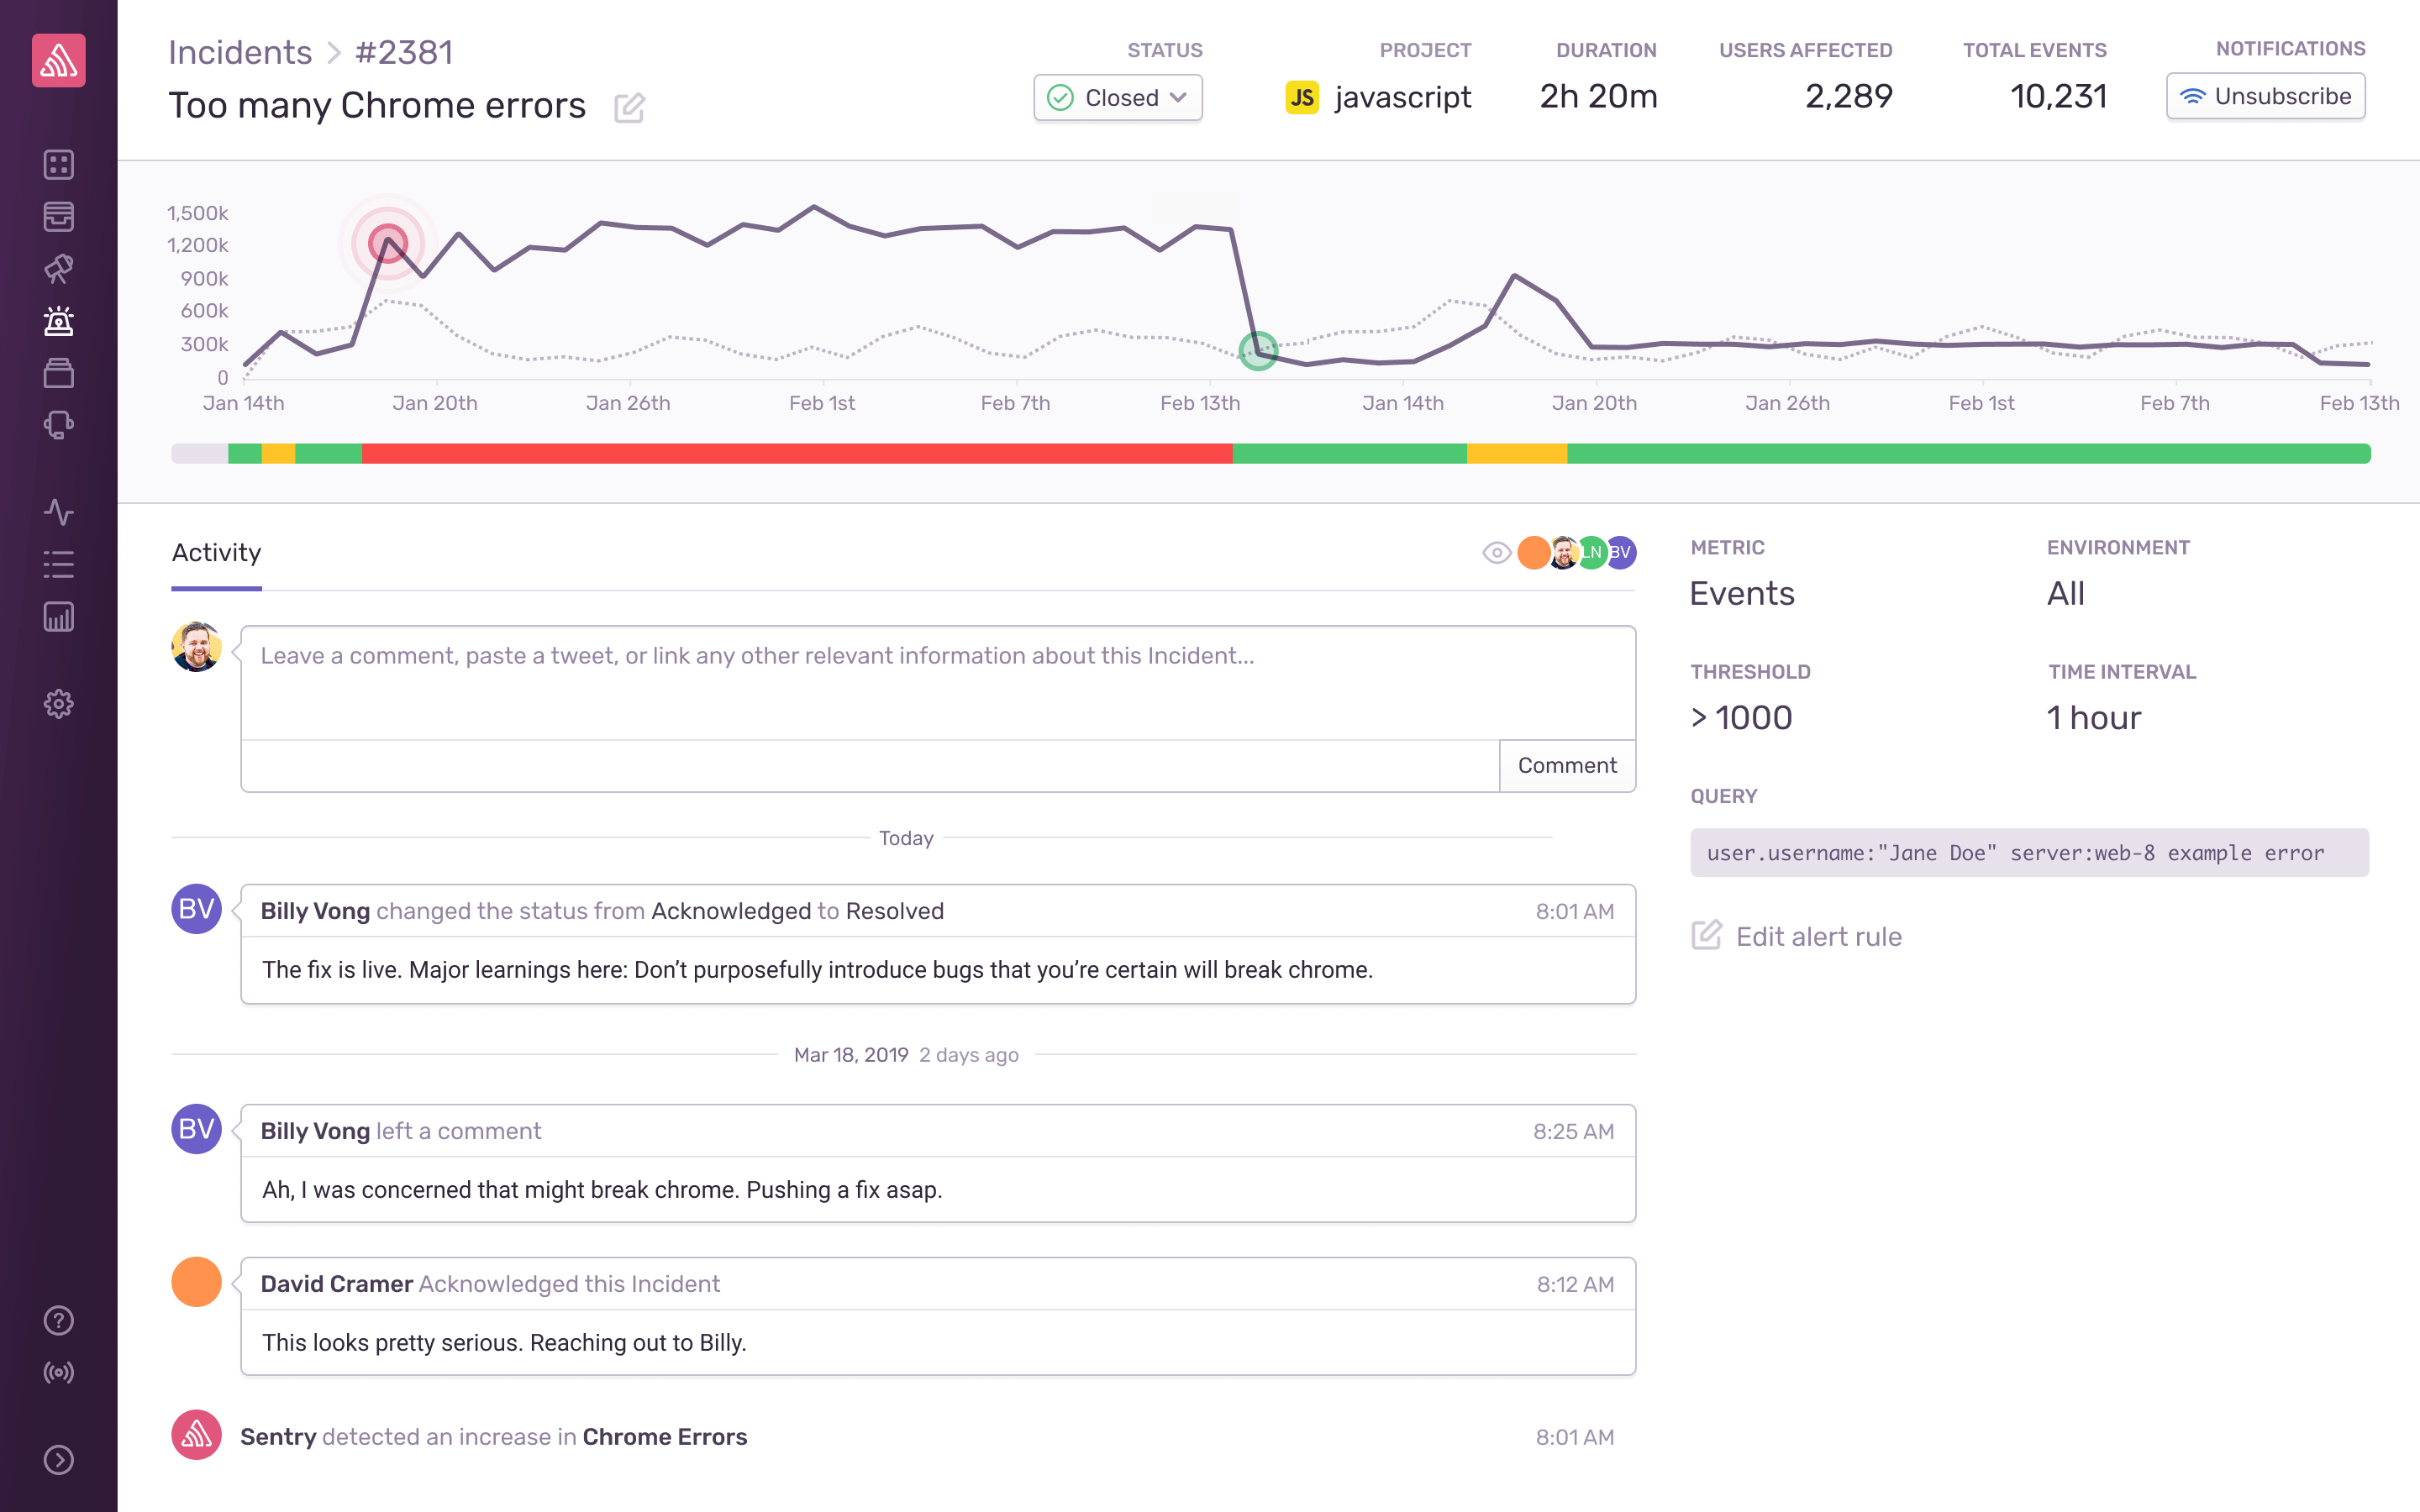 Incidents > #2381
Too many Chrome errors
STATUS
Closed
PROJECT
JS javascript
DURATION
2h 20m
USERS AFFECTED
2,289
TOTAL EVENTS
10,231
NOTIFICATIONS
Unsubscribe
1,500k
1,200k
900k
600k
300k
0
Jan 14th Jan 20th Jan 26th Feb 1st Feb 7th Feb 13th Jan 14th Jan 20th Jan 26th Feb 1st Feb 7th Feb 13th
Activity
LN BV
Leave a comment, paste a tweet, or link any other relevant information about this Incident...
Comment
Today
BV
Billy Vong changed the status from Acknowledged to Resolved 8:01 AM
The fix is live. Major learnings here: Don’t purposefully introduce bugs that you’re certain will break chrome.
Mar 18, 2019 2 days ago
BV
Billy Vong left a comment 8:25 AM
Ah, I was concerned that might break chrome. Pushing a fix asap.
David Cramer Acknowledged this Incident 8:12 AM
This looks pretty serious. Reaching out to Billy.
Sentry detected an increase in Chrome Errors 8:01 AM
METRIC
Events
ENVIRONMENT
All
THRESHOLD
> 1000
TIME INTERVAL
1 hour
QUERY
user.username:"Jane Doe" server:web-8 example error
Edit alert rule